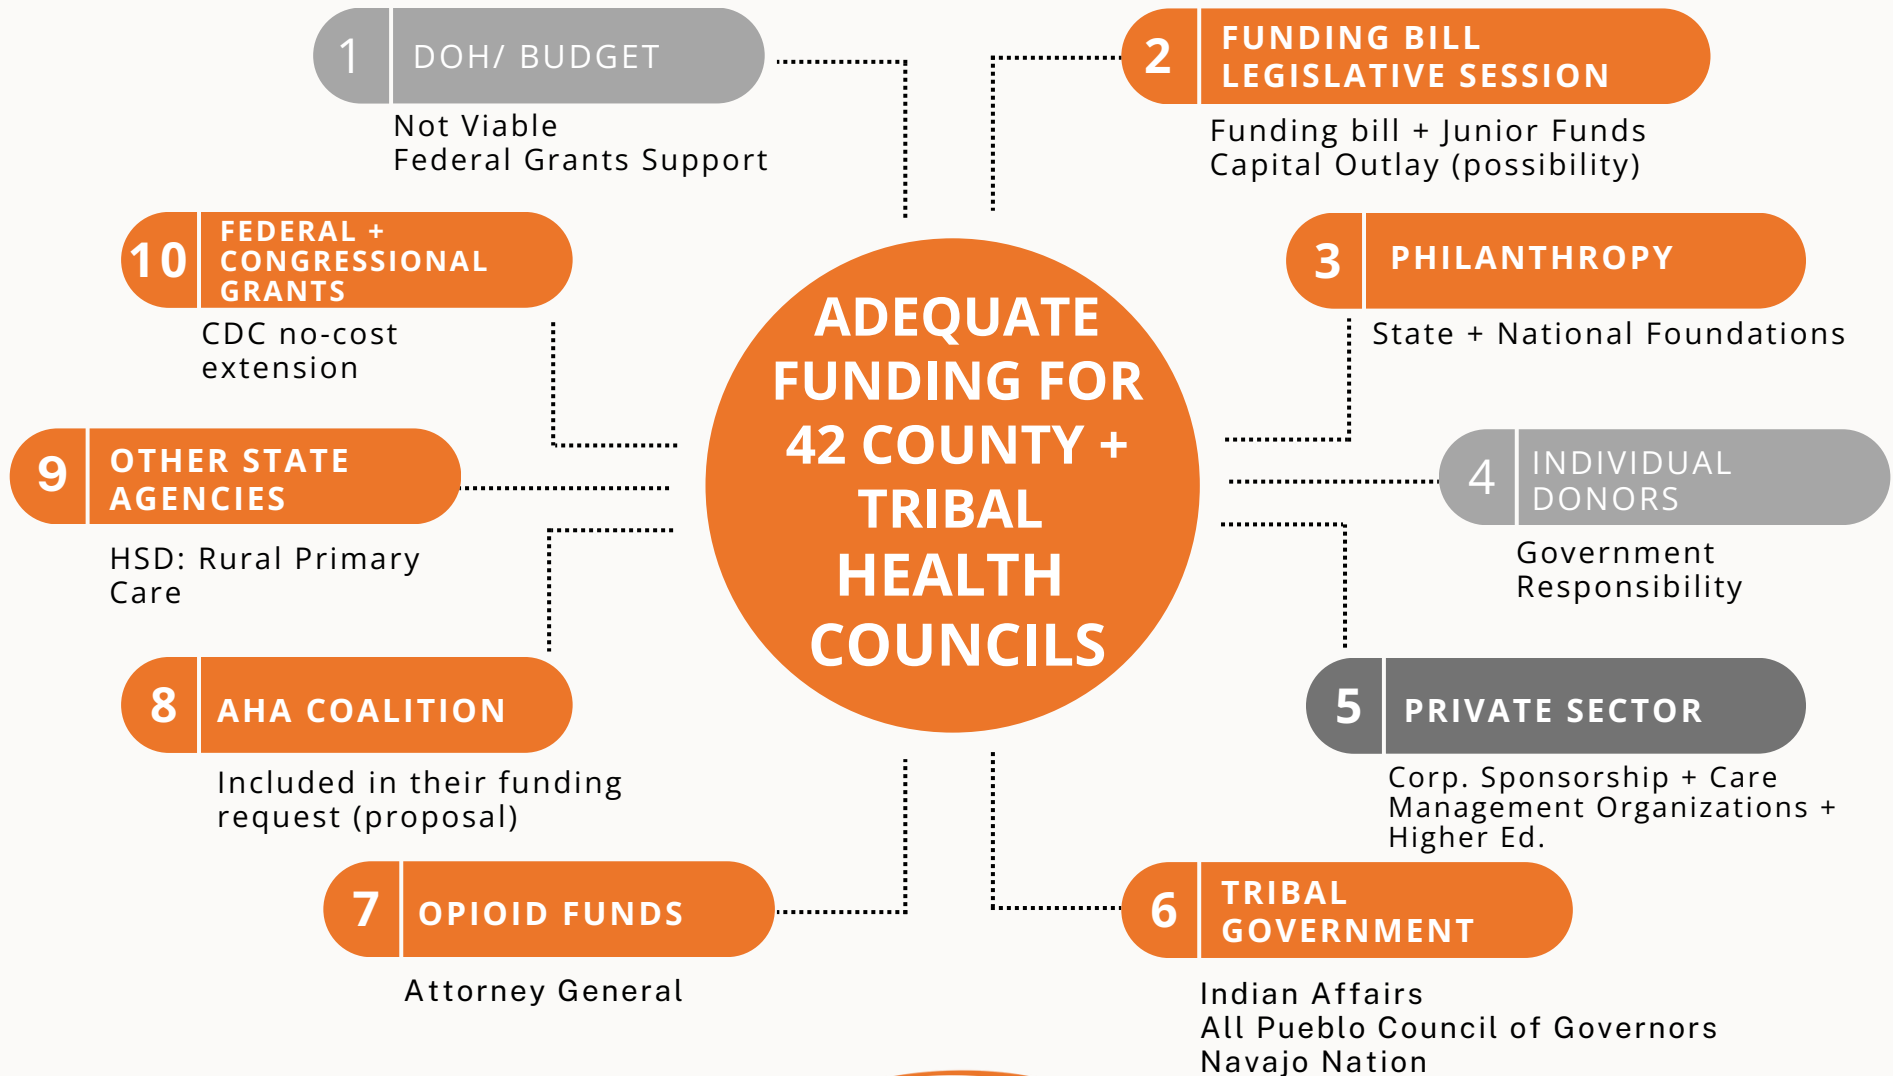 1
DOH/ BUDGET
Not Viable
Federal Grants Support
2
FUNDING BILL
LEGISLATIVE SESSION
Funding bill + Junior Funds
Capital Outlay (possibility)
3
PHILANTHROPY
State + National Foundations
4
INDIVIDUAL
DONORS
Government
Responsibility
5
PRIVATE SECTOR
Corp. Sponsorship + Care
Management Organizations +
Higher Ed.
6
TRIBAL
GOVERNMENT
Indian Affairs
All Pueblo Council of Governors
Navajo Nation
7
OPIOID FUNDS
Attorney General
8
AHA COALITION
Included in their funding
request (proposal)
9
OTHER STATE
AGENCIES
HSD: Rural Primary
Care
10
FEDERAL +
CONGRESSIONAL
GRANTS
CDC no-cost
extension
ADEQUATE
FUNDING FOR
42 COUNTY +
TRIBAL
HEALTH
COUNCILS